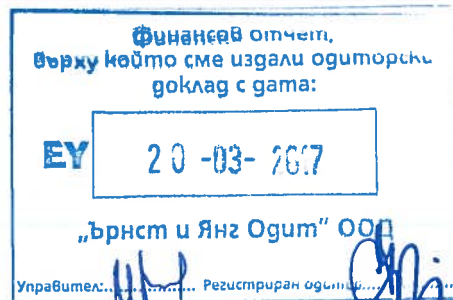 Финансов отчет,
върху който сме издали одиторски
доклад с дата:
EY 20 -03- 2017
„Ърнст и Янг Одит" ООД
Управител:.................. Регистриран одитор.................